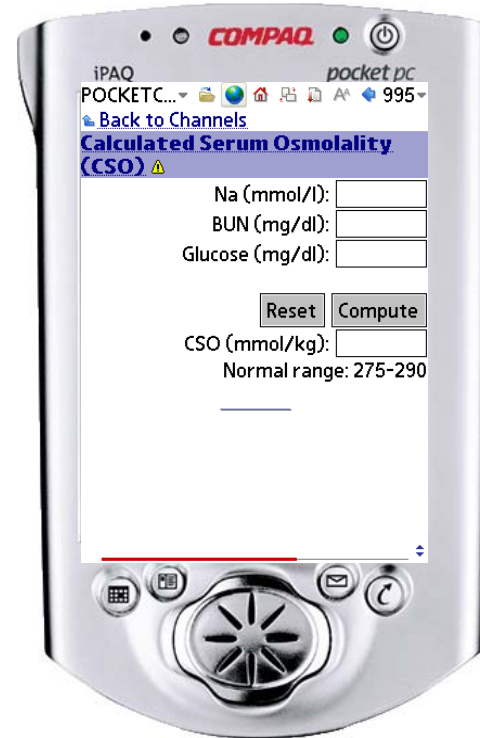 COMPAQ
iPAQ pocket pc
POCKETC... AA 995
Back to Channels
Calculated Serum Osmolality
(CSO)
Na (mmol/l):
BUN (mg/dl):
Glucose (mg/dl):
Reset Compute
CSO (mmol/kg):
Normal range: 275-290